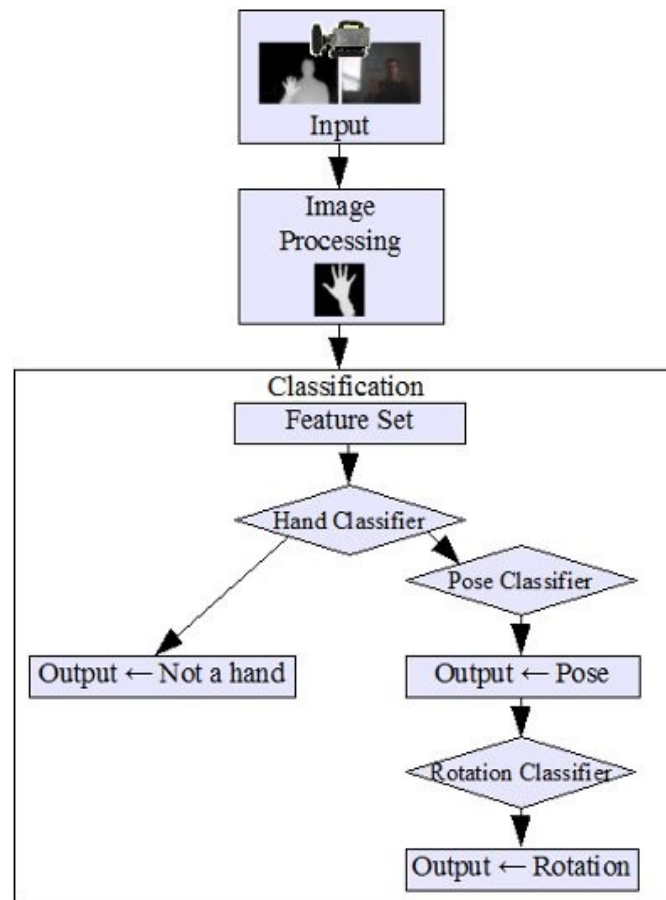 Input
Image
Processing
Classification
Feature Set
Hand Classifier
Pose Classifier
Output ← Not a hand
Output ← Pose
Rotation Classifier
Output ← Rotation